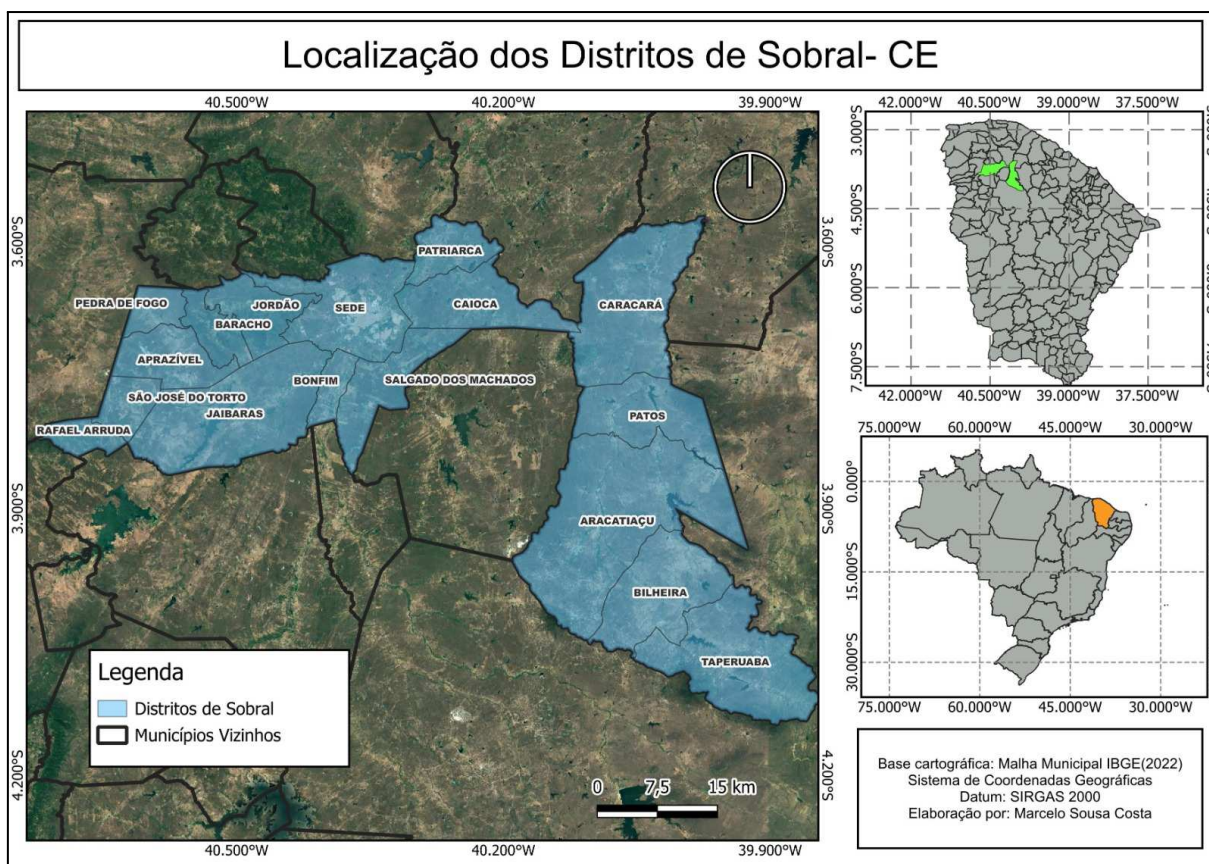 Localização dos Distritos de Sobral- CE
40.500°W 40.200°W 39.900°W
3.600°S
3.900°S
4.200°S
PATRIARCA
PEDRA DE FOGO
JORDÃO
SEDE
CAIOCA
CARACARÁ
BARACHO
APRAZÍVEL
BONFIM
SALGADO DOS MACHADOS
SÃO JOSÉ DO TORTO
JAIBARAS
PATOS
RAFAEL ARRUDA
ARACATIAÇU
BILHEIRA
TAPERUABA
Legenda
Distritos de Sobral
Municípios Vizinhos
0 7,5 15 km
3.600°S
3.900°S
4.200°S
40.500°W 40.200°W 39.900°W
42.000°W 40.500°W 39.000°W 37.500°W
3.000°S
4.500°S
6.000°S
7.500°S
42.000°W 40.500°W 39.000°W 37.500°W
75.000°W 60.000°W 45.000°W 30.000°W
0.000°
15.000°S
30.000°S
75.000°W 60.000°W 45.000°W 30.000°W
Base cartográfica: Malha Municipal IBGE(2022)
Sistema de Coordenadas Geográficas
Datum: SIRGAS 2000
Elaboração por: Marcelo Sousa Costa